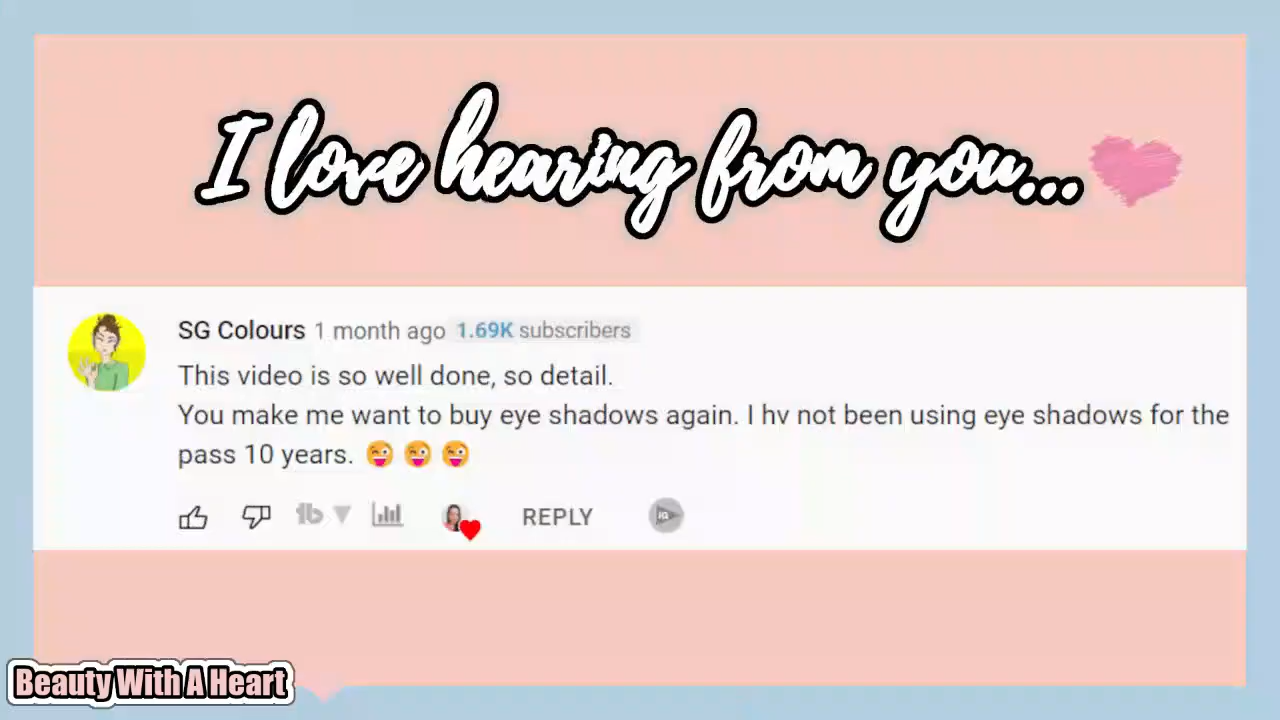 I love hearing from you...
SG Colours 1 month ago 1.69K subscribers
This video is so well done, so detail.
You make me want to buy eye shadows again. I hv not been using eye shadows for the
pass 10 years. 😜 😜 😜
tb
REPLY
IG
Beauty With A Heart